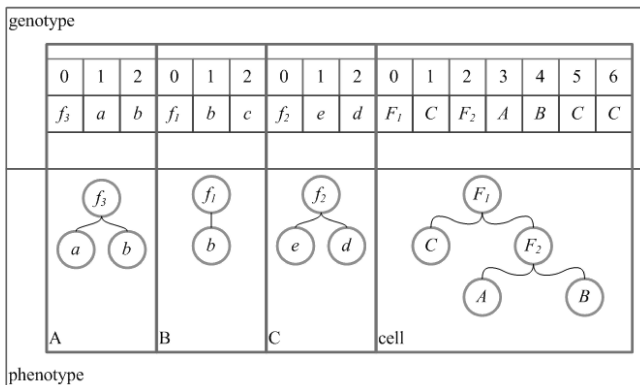 genotype
0 1 2 0 1 2 0 1 2 0 1 2 3 4 5 6
f3 a b f1 b c f2 e d F1 C F2 A B C C
f3 f1 f2 F1
a b b e d C F2
A B
A B C cell
phenotype